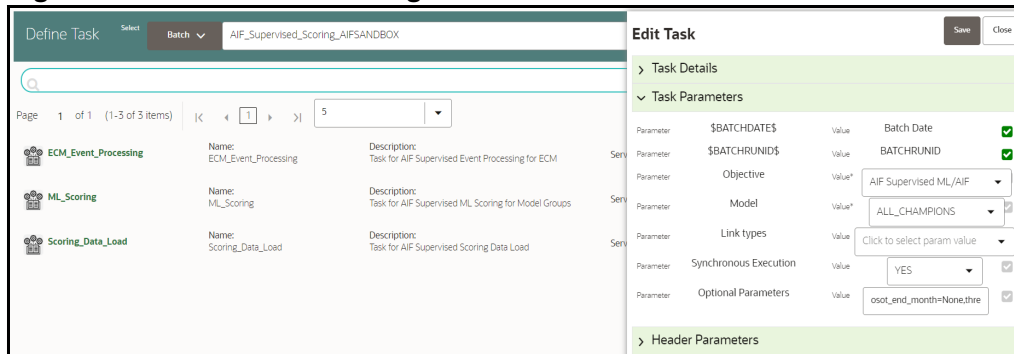 Define Task Select Batch AIF_Supervised_Scoring_AIFSANDBOX
Page 1 of 1 (1-3 of 3 items) 1 5
ECM_Event_Processing
Name:
ECM_Event_Processing
Description:
Task for AIF Supervised Event Processing for ECM
Serv
ML_Scoring
Name:
ML_Scoring
Description:
Task for AIF Supervised ML Scoring for Model Groups
Serv
Scoring_Data_Load
Name:
Scoring_Data_Load
Description:
Task for AIF Supervised Scoring Data Load
Serv
Edit Task Save Close
Task Details
Task Parameters
Parameter $BATCHDATE$ Value Batch Date
Parameter $BATCHRUNID$ Value BATCHRUNID
Parameter Objective Value* AIF Supervised ML/AIF
Parameter Model Value* ALL_CHAMPIONS
Parameter Link types Value Click to select param value
Parameter Synchronous Execution Value YES
Parameter Optional Parameters Value osot_end_month=None,thre
Header Parameters